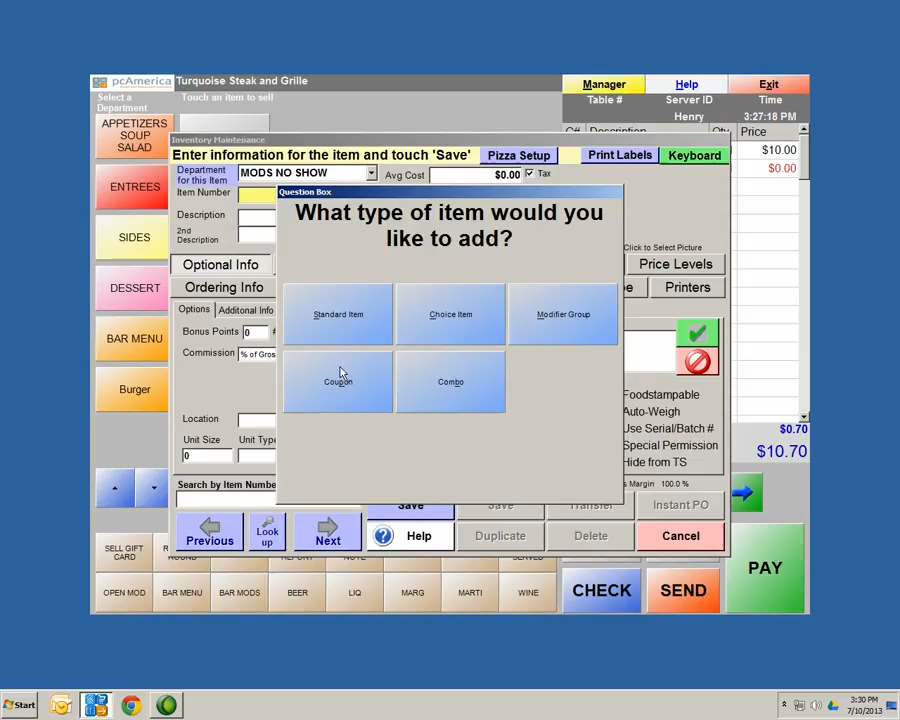 pcAmerica
Turquoise Steak and Grille
Manager
Help
Exit
Select a
Department
Touch an item to sell
Table #
Server ID
Time
Henry
3:27:18 PM
Description
Price
$10.00
$0.00
APPETIZERS
SOUP
SALAD
ENTREES
SIDES
DESSERT
BAR MENU
Burger
Inventory Maintenance
Enter information for the item and touch 'Save'
Pizza Setup
Print Labels
Keyboard
Department
for this Item
MODS NO SHOW
Avg Cost
$0.00
Tax
Item Number
Description
2nd
Description
Click to Select Picture
Optional Info
Price Levels
Ordering Info
Printers
Options
Additonal Info
Bonus Points
0
Commission
% of Gros
Location
Unit Size
Unit Type
0
Search by Item Numbe
Question Box
What type of item would you
like to add?
Standard Item
Choice Item
Modifier Group
Coupon
Combo
Foodstampable
Auto-Weigh
Use Serial/Batch #
Special Permission
Hide from TS
Margin 100.0 %
$0.70
$10.70
Save
Save
Transfer
Instant PO
Previous
Look
up
Next
Help
Duplicate
Delete
Cancel
SELL GIFT
CARD
OPEN MOD
BAR MENU
BAR MODS
BEER
LIQ
MARG
MARTI
WINE
CHECK
SEND
PAY
Start
3:30 PM
7/10/2013